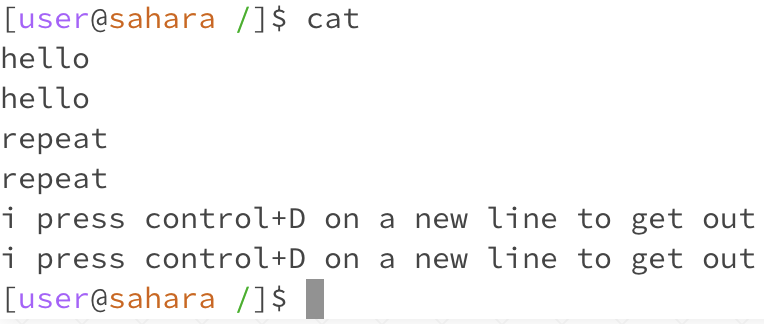 [user@sahara /]$ cat
hello
hello
repeat
repeat
i press control+D on a new line to get out
i press control+D on a new line to get out
[user@sahara /]$